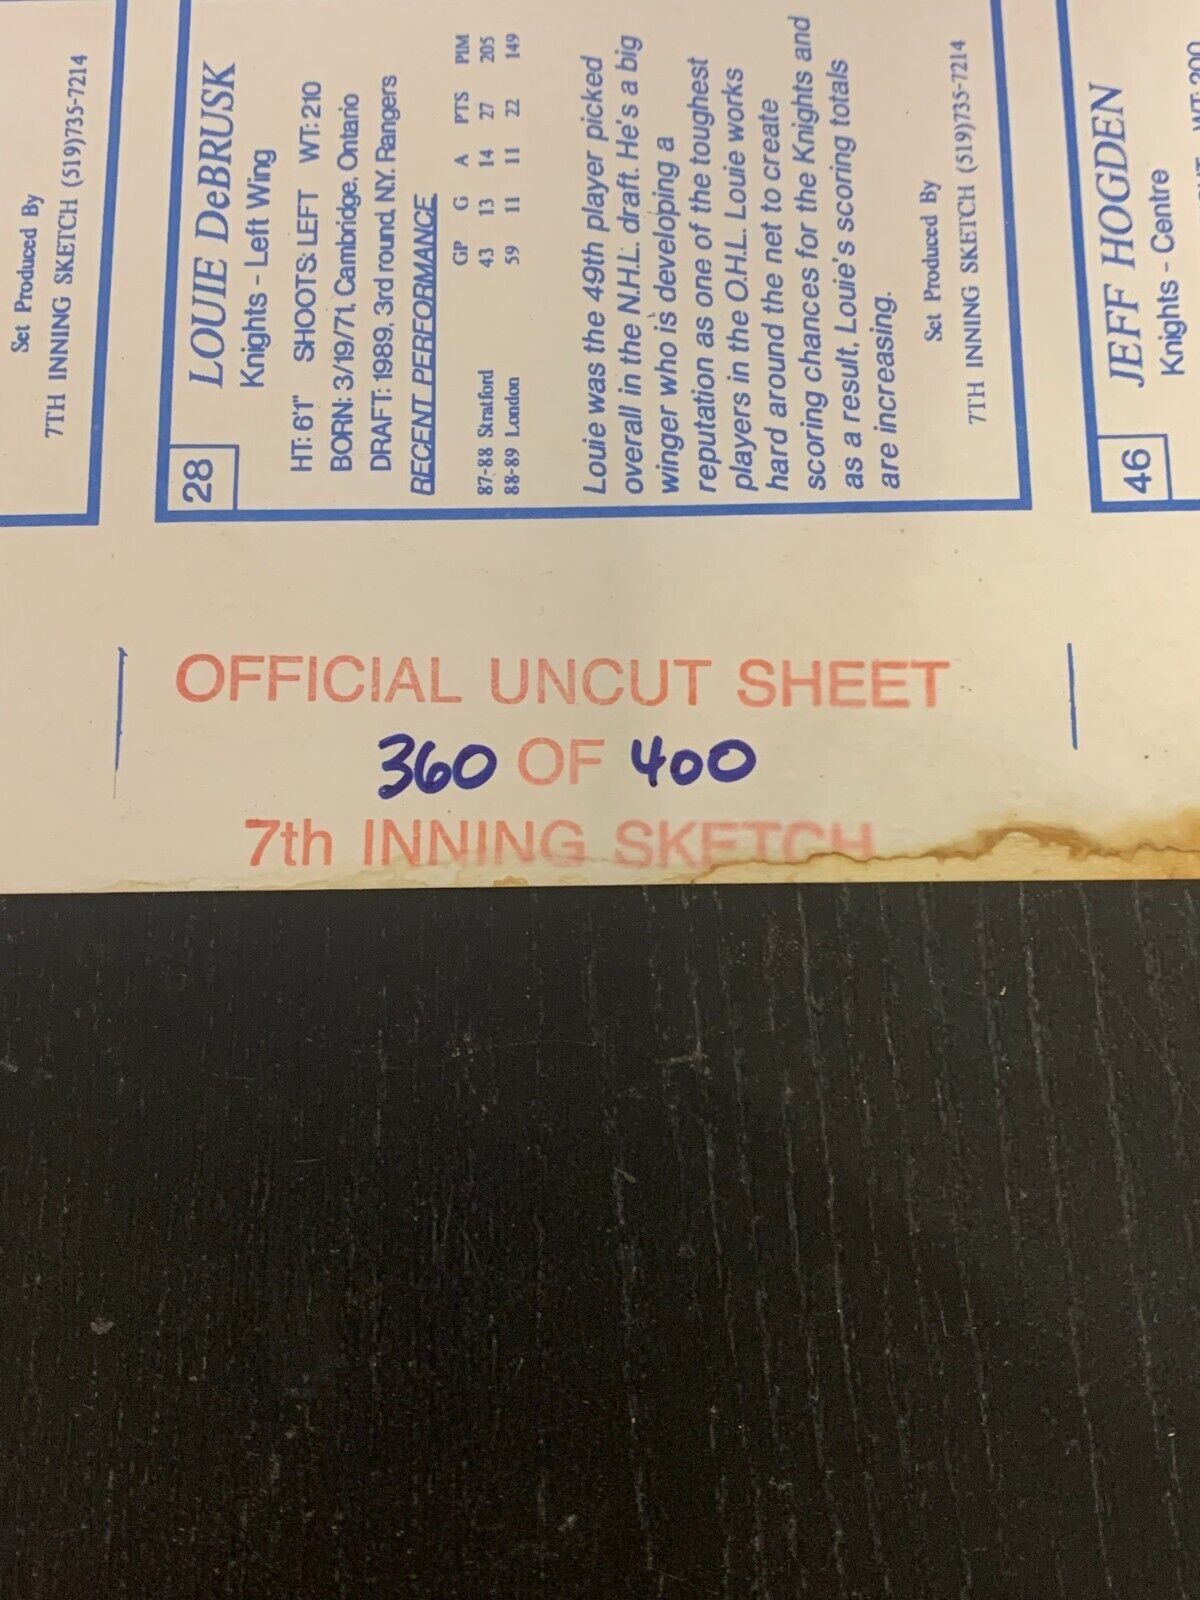 Set Produced By
7TH INNING SKETCH (519)735-7214
28
LOUIE DeBRUSK
Knights - Left Wing
HT: 6'1" SHOOTS: LEFT WT: 210
BORN: 3/19/71, Cambridge, Ontario
DRAFT: 1989, 3rd round, N.Y. Rangers
RECENT PERFORMANCE
GP G A PTS PIM
87-88 Stratford 43 13 14 27 205
88-89 London 59 11 11 22 149
Louie was the 49th player picked
overall in the N.H.L. draft. He's a big
winger who is developing a
reputation as one of the toughest
players in the O.H.L. Louie works
hard around the net to create
scoring chances for the Knights and
as a result, Louie's scoring totals
are increasing.
Set Produced By
7TH INNING SKETCH (519)735-7214
46
JEFF HOGDEN
Knights - Centre
OFFICIAL UNCUT SHEET
360 OF 400
7th INNING SKETCH